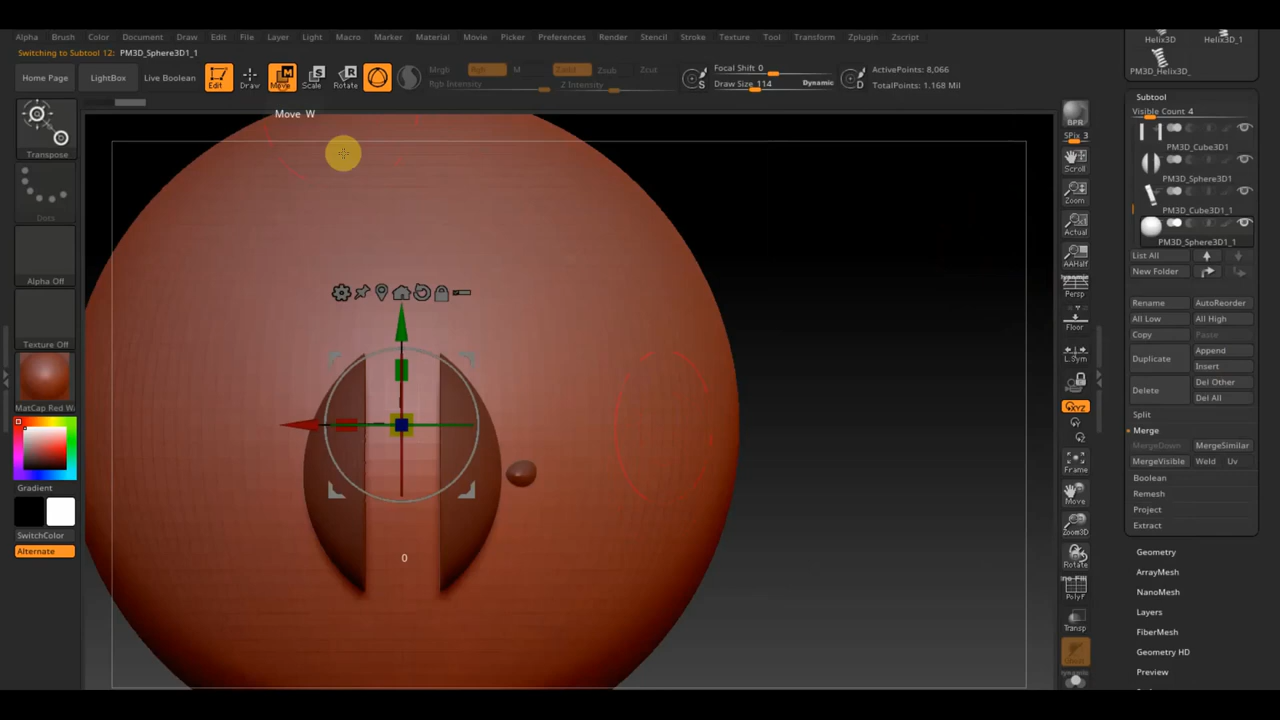 Alpha Brush Color Document Draw Edit File Layer Light Macro Marker Material Movie Picker Preferences Render Stencil Stroke Texture Tool Transform Zplugin Zscript
Switching to Subtool 12: PM3D_Sphere3D1_1
Home Page LightBox Live Boolean Edit Draw Move Scale Rotate
Mrgb Rgb M Zadd Zsub Zcut
Rgb Intensity Z Intensity
Focal Shift 0
Draw Size 114 Dynamic
ActivePoints: 8,066
TotalPoints: 1.168 Mil
Move W
Transpose
Dots
Alpha Off
Texture Off
MatCap Red Wa
Gradient
SwitchColor
Alternate
0
BPR
SPix 3
Scroll
Zoom
Actual
AAHalf
Dynamic
Persp
Floor
L.Sym
XYZ
Frame
Move
Zoom3D
Rotate
PolyF
Transp
Ghost
Dynamic
Helix3D Helix3D_1
PM3D_Helix3D_
Subtool
Visible Count 4
PM3D_Cube3D1
PM3D_Sphere3D1
PM3D_Cube3D1_1
PM3D_Sphere3D1_1
List All
New Folder
Rename AutoReorder
All Low All High
Copy Paste
Duplicate Append
Insert
Delete Del Other
Del All
Split
Merge
MergeDown MergeSimilar
MergeVisible Weld Uv
Boolean
Remesh
Project
Extract
Geometry
ArrayMesh
NanoMesh
Layers
FiberMesh
Geometry HD
Preview